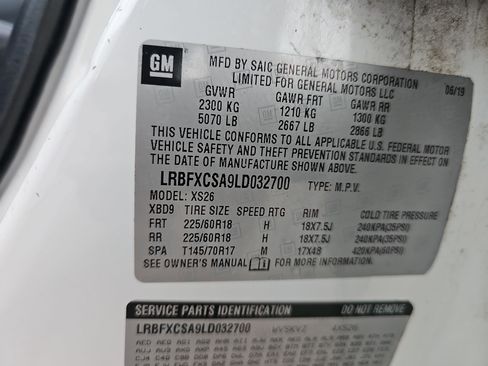 GM
MFD BY SAIC GENERAL MOTORS CORPORATION 06/19
LIMITED FOR GENERAL MOTORS LLC
GVWR GAWR FRT GAWR RR
2300 KG 1210 KG 1300 KG
5070 LB 2667 LB 2866 LB
THIS VEHICLE CONFORMS TO ALL APPLICABLE U.S. FEDERAL MOTOR
VEHICLE SAFETY AND THEFT PREVENTION STANDARDS IN EFFECT ON
THE DATE OF MANUFACTURE SHOWN ABOVE.
LRBFXCSA9LD032700 TYPE: M.P.V.
MODEL: XS26
XBD9 TIRE SIZE SPEED RTG RIM COLD TIRE PRESSURE
FRT 225/60R18 H 18X7.5J 240KPA(35PSI)
RR 225/60R18 H 18X7.5J 240KPA(35PSI)
SPA T145/70R17 M 17X4B 420KPA(60PSI)
SEE OWNER'S MANUAL FOR MORE INFORMATION
SERVICE PARTS IDENTIFICATION DO NOT REMOVE
LRBFXCSA9LD032700 4XS26